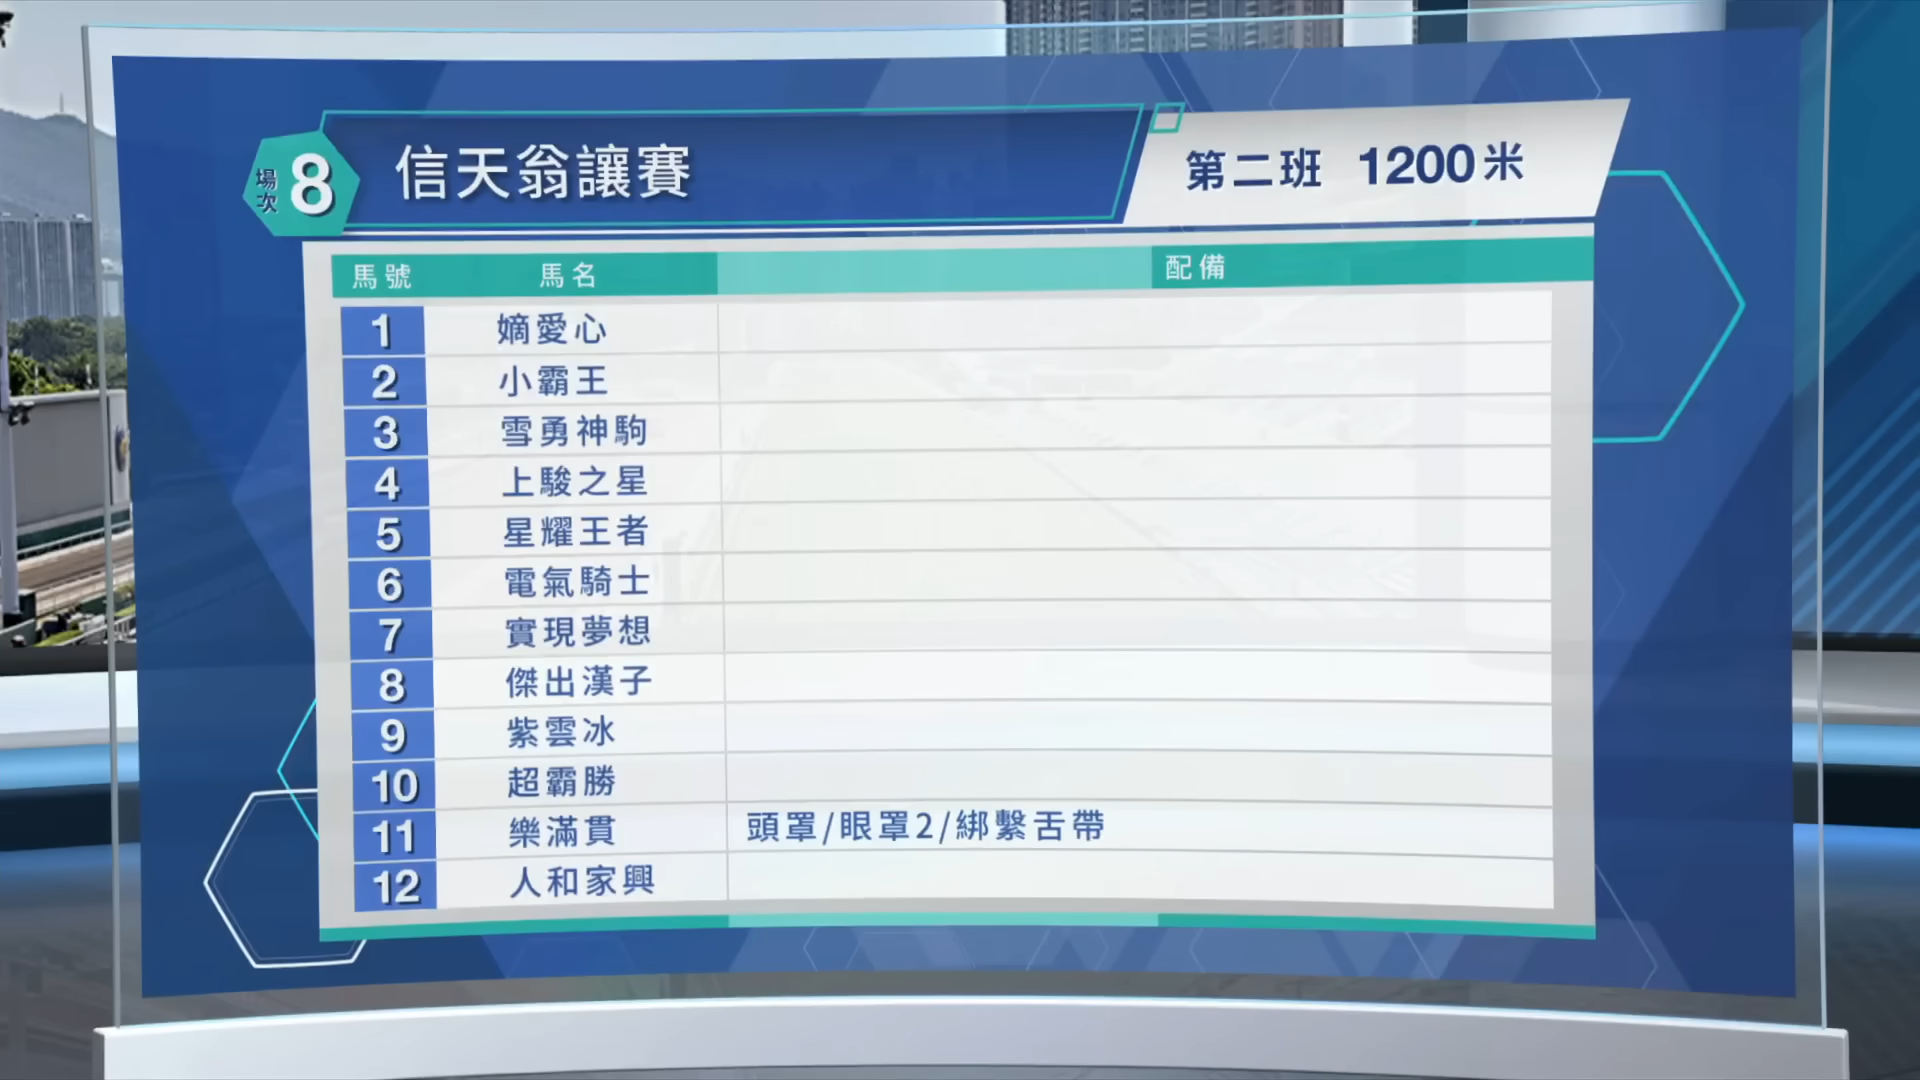 場次 8 信天翁讓賽 第二班 1200米
馬號 馬名 配備
1 嫡愛心
2 小霸王
3 雪勇神駒
4 上駿之星
5 星耀王者
6 電氣騎士
7 實現夢想
8 傑出漢子
9 紫雲冰
10 超霸勝
11 樂滿貫 頭罩/眼罩2/綁繫舌帶
12 人和家興